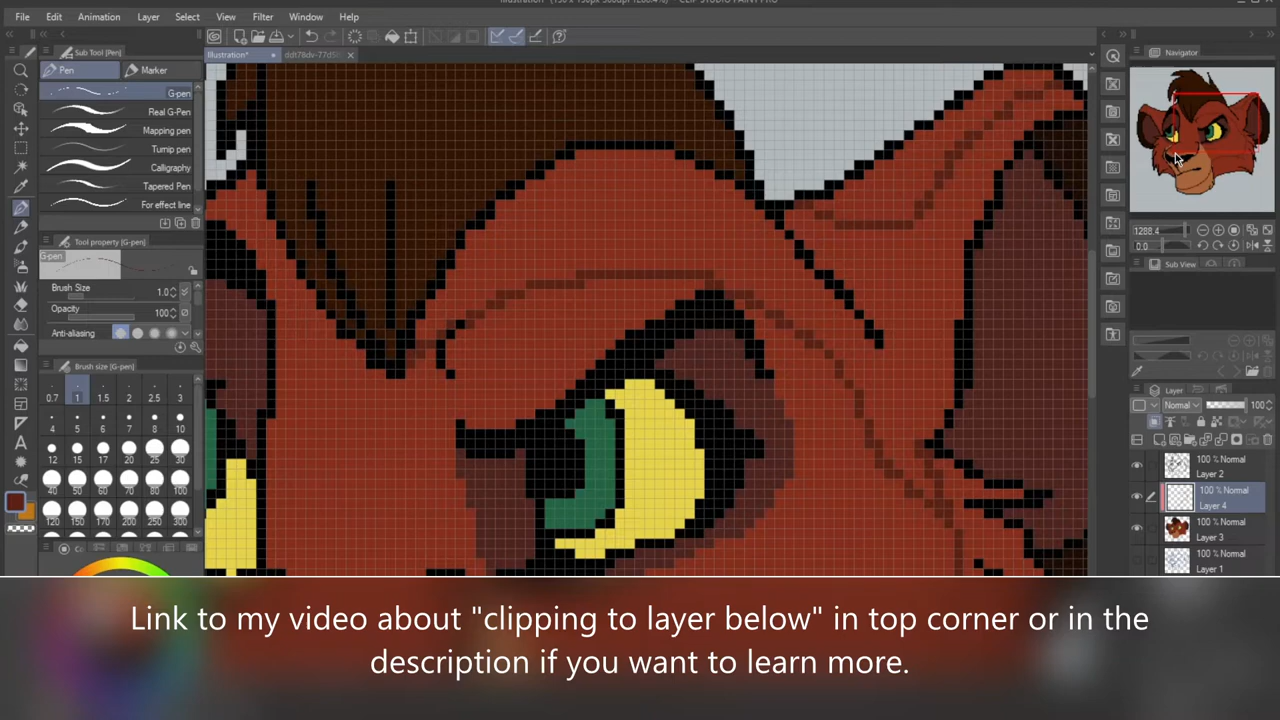 File Edit Animation Layer Select View Filter Window Help
Sub Tool [Pen]
Navigator
Illustration*
Pen Marker
G-pen
Real G-Pen
Mapping pen
Turnip pen
Calligraphy
Tapered Pen
For effect line
Tool property [G-pen]
G-pen
Brush Size 1.0
Opacity 100
Anti-aliasing
Brush size [G-pen]
0.7 1 1.5 2 2.5 3
4 5 6 7 8 10
12 15 17 20 25 30
40 50 60 70 80 100
120 150 170 200 250 300
1288.4
0.0
Sub View
Layer
Normal 100
100 % Normal
Layer 2
100 % Normal
Layer 4
100 % Normal
Layer 3
100 % Normal
Layer 1
Link to my video about "clipping to layer below" in top corner or in the
description if you want to learn more.